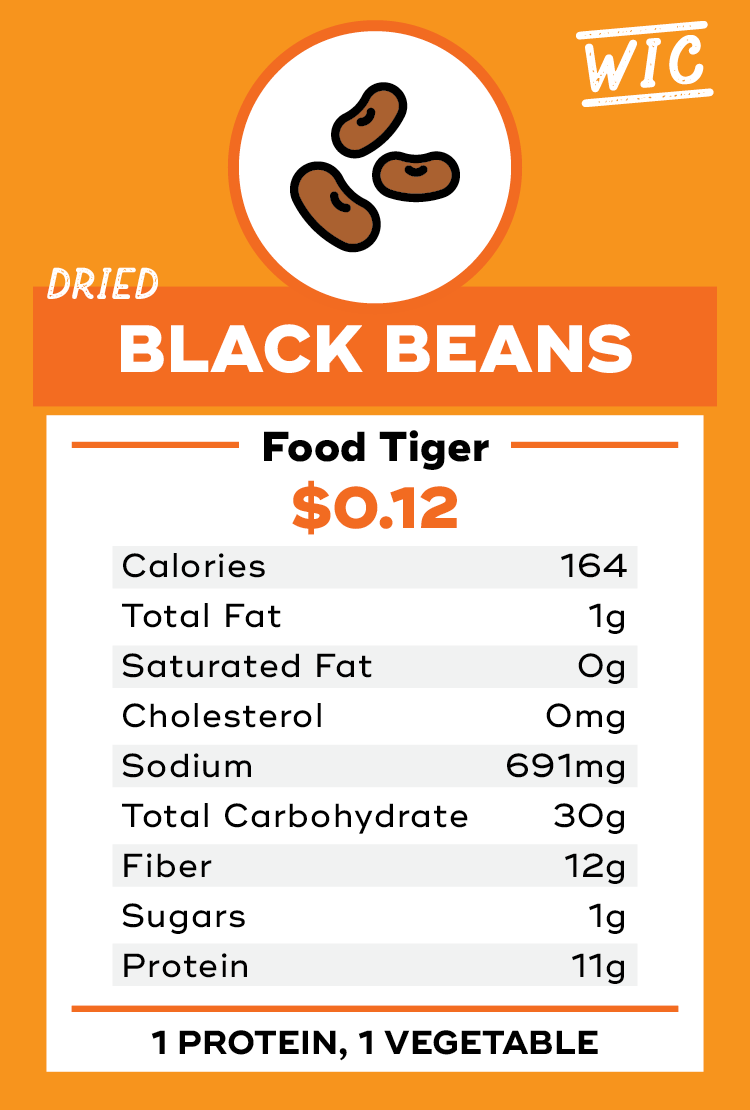 WIC
DRIED
BLACK BEANS
Food Tiger
$0.12
Calories 164
Total Fat 1g
Saturated Fat 0g
Cholesterol 0mg
Sodium 691mg
Total Carbohydrate 30g
Fiber 12g
Sugars 1g
Protein 11g
1 PROTEIN, 1 VEGETABLE